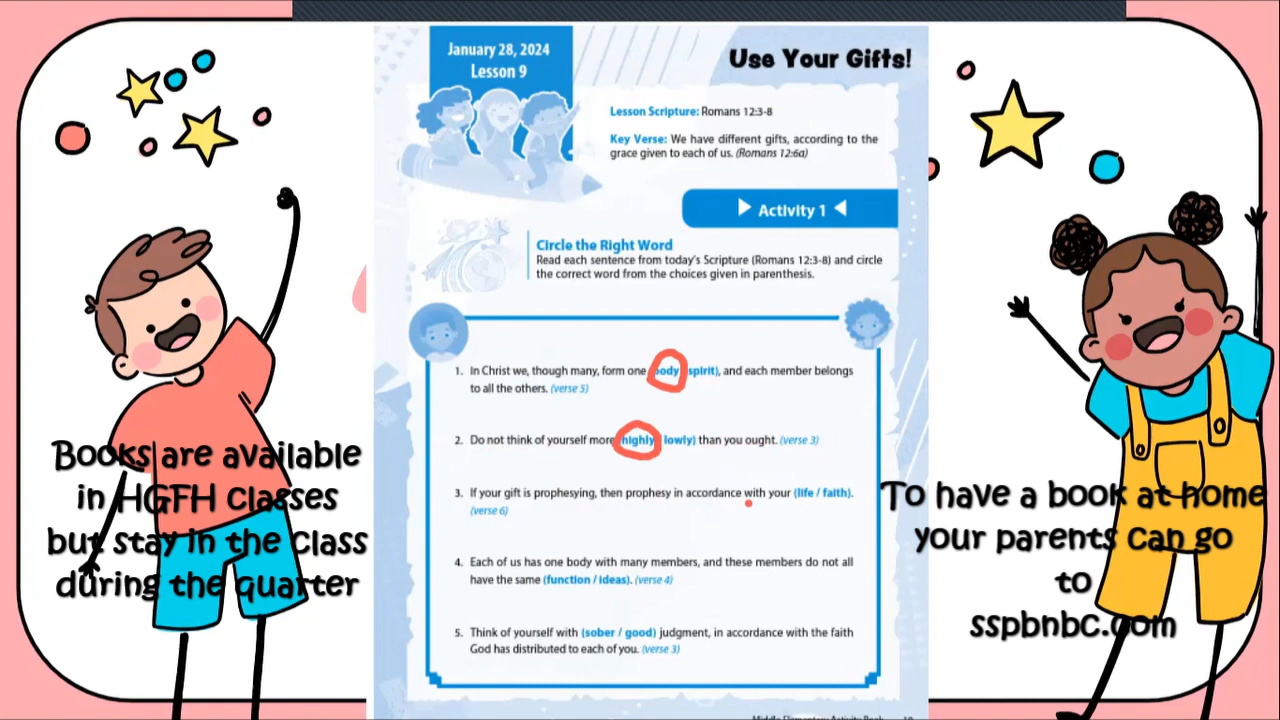 January 28, 2024
Lesson 9
Use Your Gifts!
Lesson Scripture: Romans 12:3-8
Key Verse: We have different gifts, according to the
grace given to each of us. (Romans 12:6a)
Activity 1
Circle the Right Word
Read each sentence from today's Scripture (Romans 12:3-8) and circle
the correct word from the choices given in parenthesis.
1. In Christ we, though many, form one (body / spirit), and each member belongs
to all the others. (verse 5)
2. Do not think of yourself more (highly / lowly) than you ought. (verse 3)
3. If your gift is prophesying, then prophesy in accordance with your (life / faith).
(verse 6)
4. Each of us has one body with many members, and these members do not all
have the same (function / ideas). (verse 4)
5. Think of yourself with (sober / good) judgment, in accordance with the faith
God has distributed to each of you. (verse 3)
Middle Elementary Activity Book
Books are available
in HGFH classes
but stay in the class
during the quarter
To have a book at home
your parents can go
to
sspbnbc.com